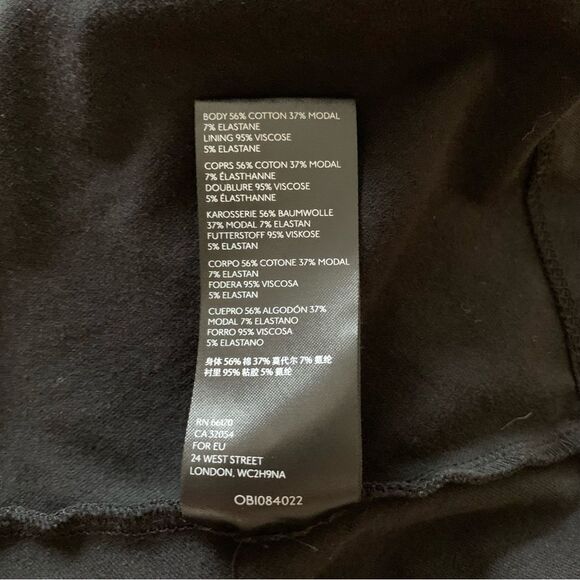 BODY 56% COTTON 37% MODAL
7% ELASTANE
LINING 95% VISCOSE
5% ELASTANE
COPRS 56% COTON 37% MODAL
7% ÉLASTHANNE
DOUBLURE 95% VISCOSE
5% ÉLASTHANNE
KAROSSERIE 56% BAUMWOLLE
37% MODAL 7% ELASTAN
FUTTERSTOFF 95% VISKOSE
5% ELASTAN
CORPO 56% COTONE 37% MODAL
7% ELASTAN
FODERA 95% VISCOSA
5% ELASTAN
CUEPRO 56% ALGODÓN 37%
MODAL 7% ELASTANO
FORRO 95% VISCOSA
5% ELASTANO
身体 56% 棉 37% 莫代尔 7% 氨纶
衬里 95% 粘胶 5% 氨纶
RN 66170
CA 32054
FOR EU
24 WEST STREET
LONDON, WC2H9NA
OBI084022